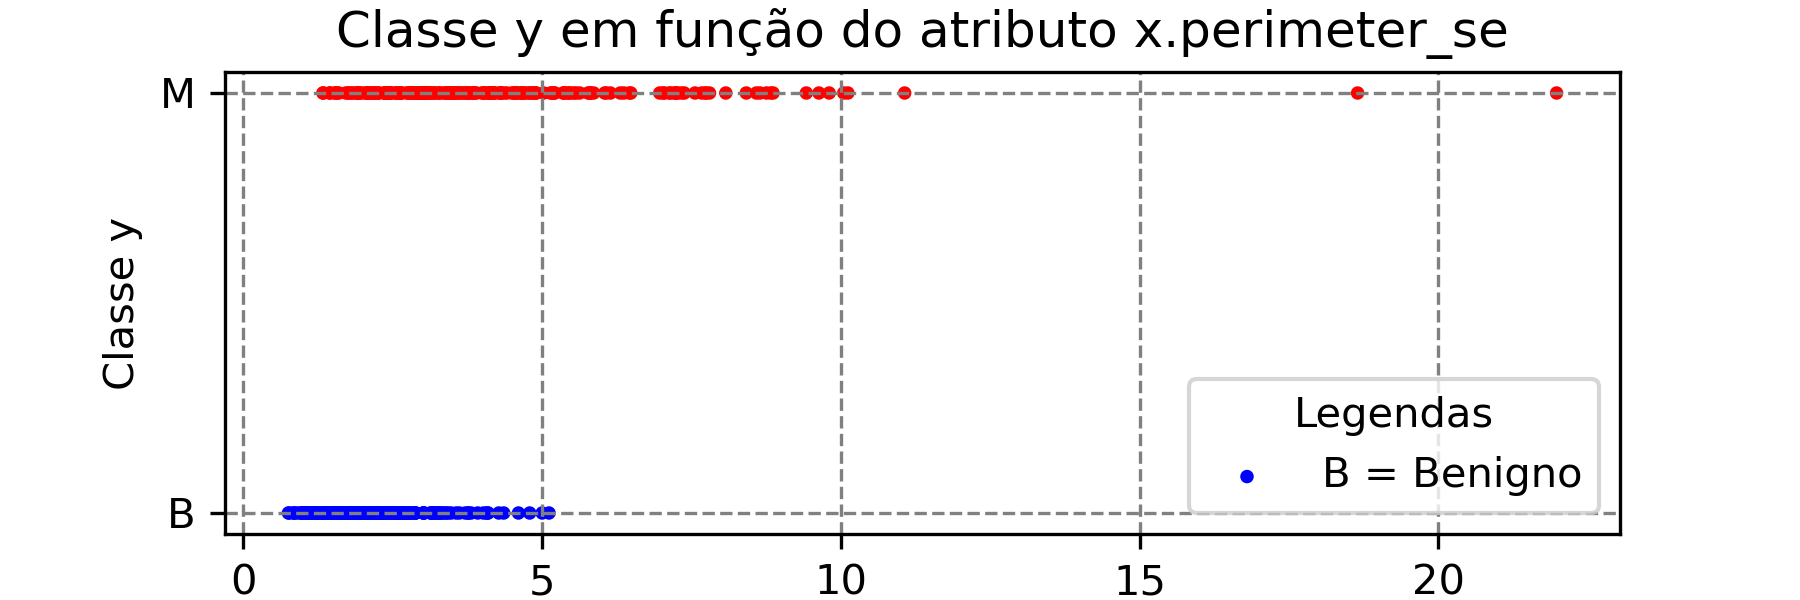 Classe y em função do atributo x.perimeter_se
M
Classe y
B
Legendas
B = Benigno
0 5 10 15 20